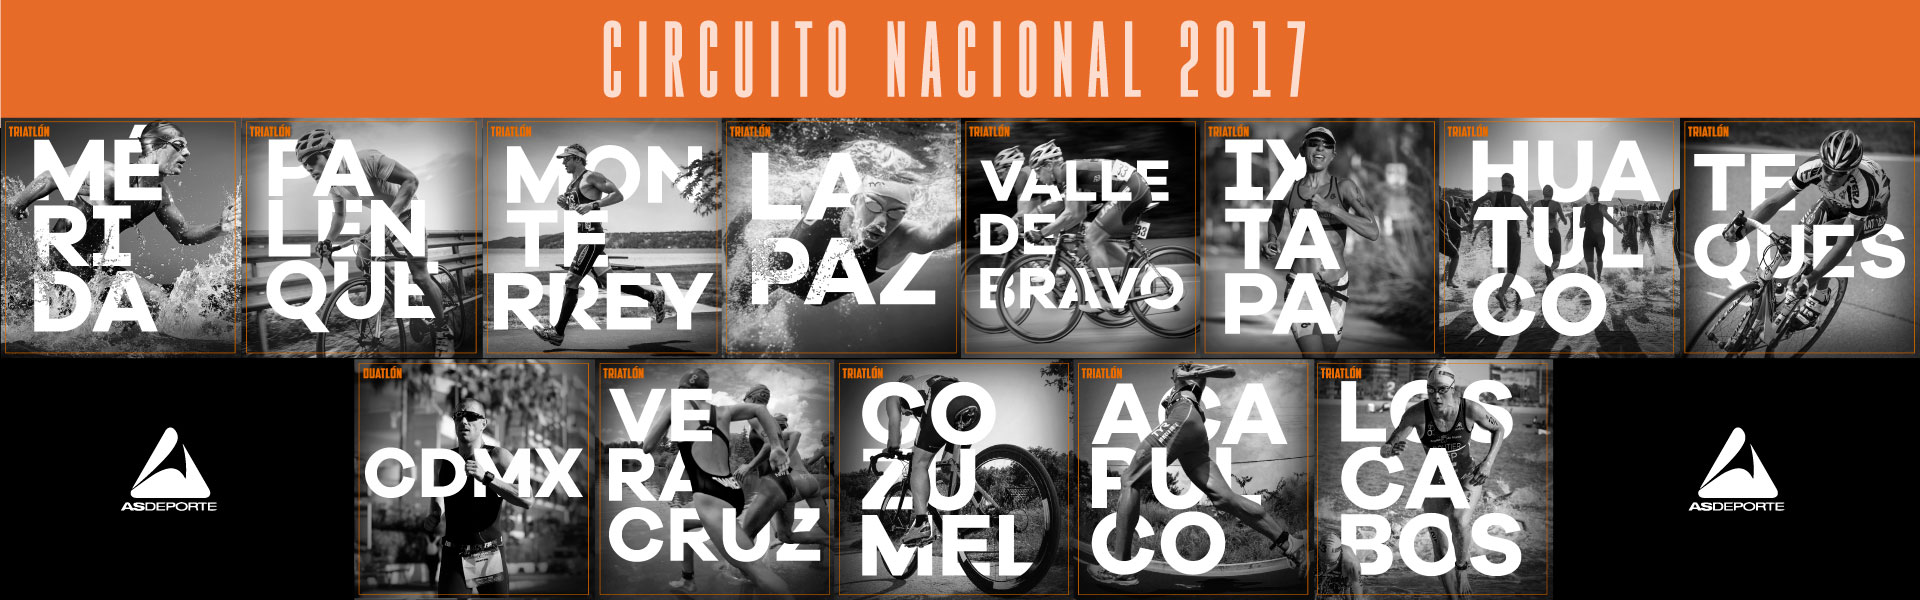 CIRCUITO NACIONAL 2017
TRIATLÓN
MÉ
RI
DA
TRIATLÓN
PA
LEN
QUE
TRIATLÓN
MON
TE
RREY
TRIATLÓN
LA
PAZ
TRIATLÓN
VALLE
DE
BRAVO
TRIATLÓN
IX
TA
PA
TRIATLÓN
HUA
TUL
CO
TRIATLÓN
TE
QUES
ASDEPORTE
DUATLÓN
CDMX
TRIATLÓN
VE
RA
CRUZ
TRIATLÓN
CO
ZU
MEL
TRIATLÓN
ACA
PUL
CO
TRIATLÓN
LOS
CA
BOS
ASDEPORTE